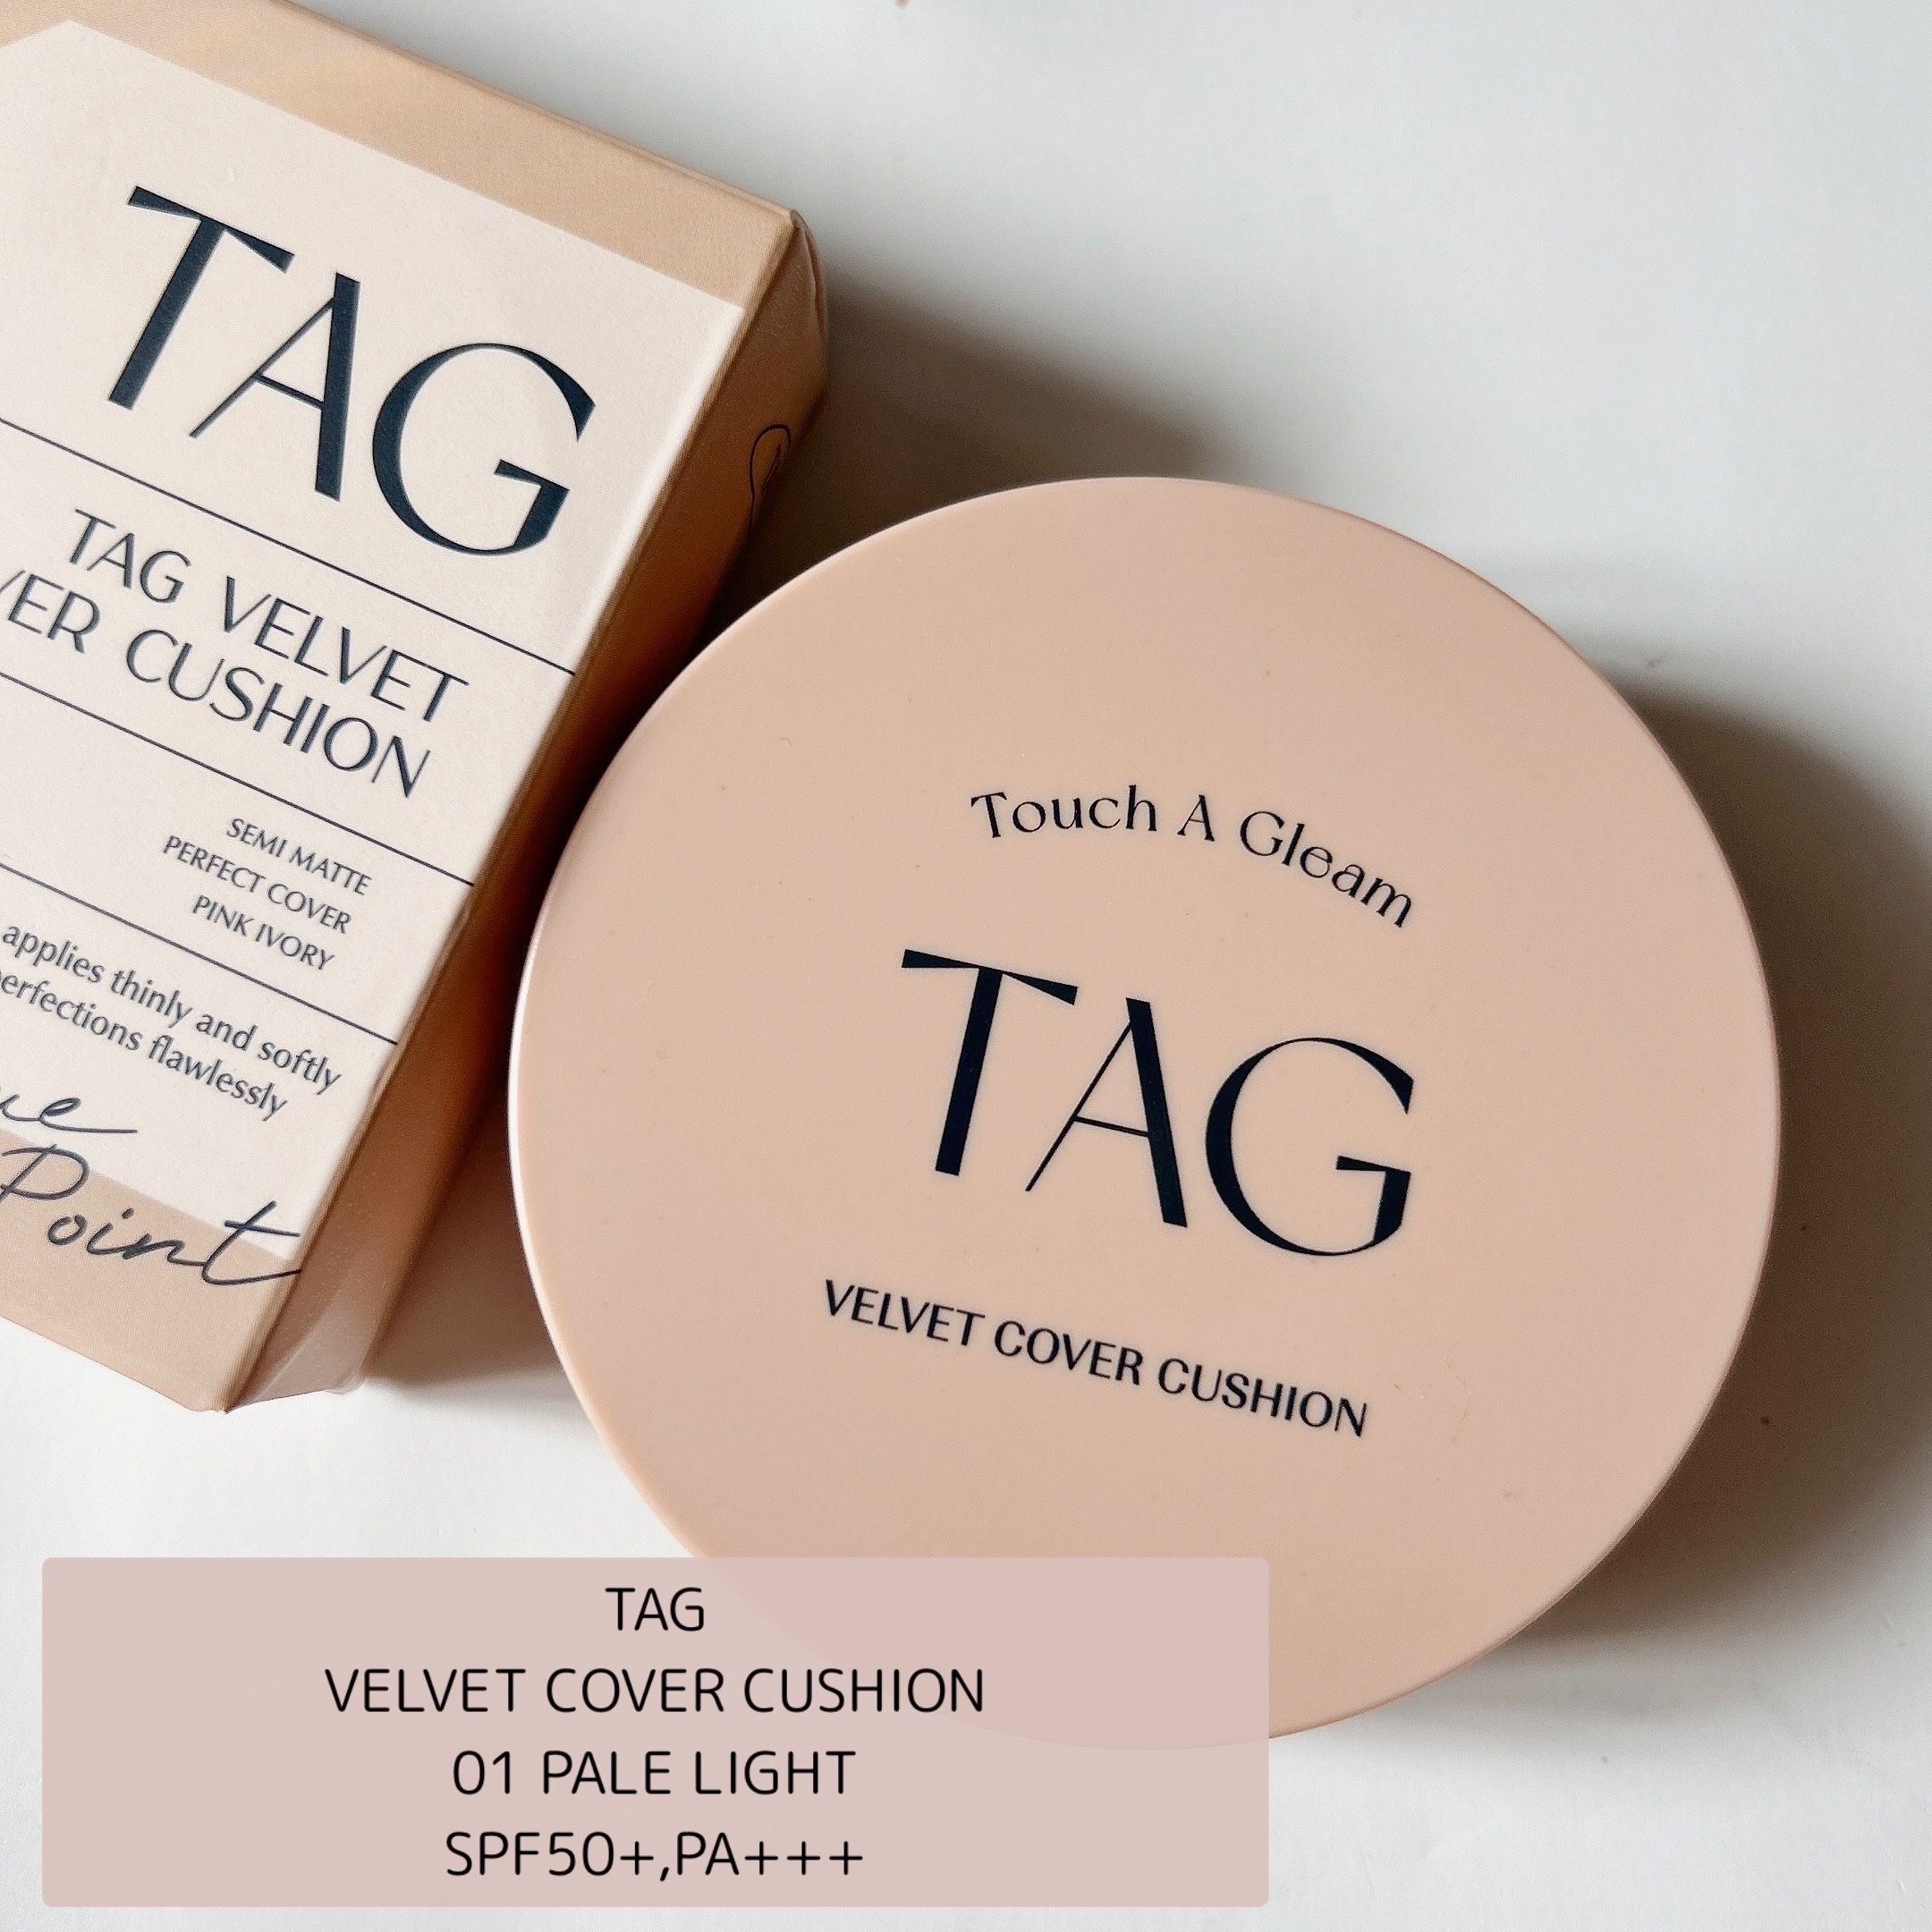 TAG
TAG VELVET
VER CUSHION
SEMI MATTE
PERFECT COVER
PINK IVORY
applies thinly and softly
erfections flawlessly
ue
Point
Touch A Gleam
TAG
VELVET COVER CUSHION
TAG
VELVET COVER CUSHION
01 PALE LIGHT
SPF50+,PA+++